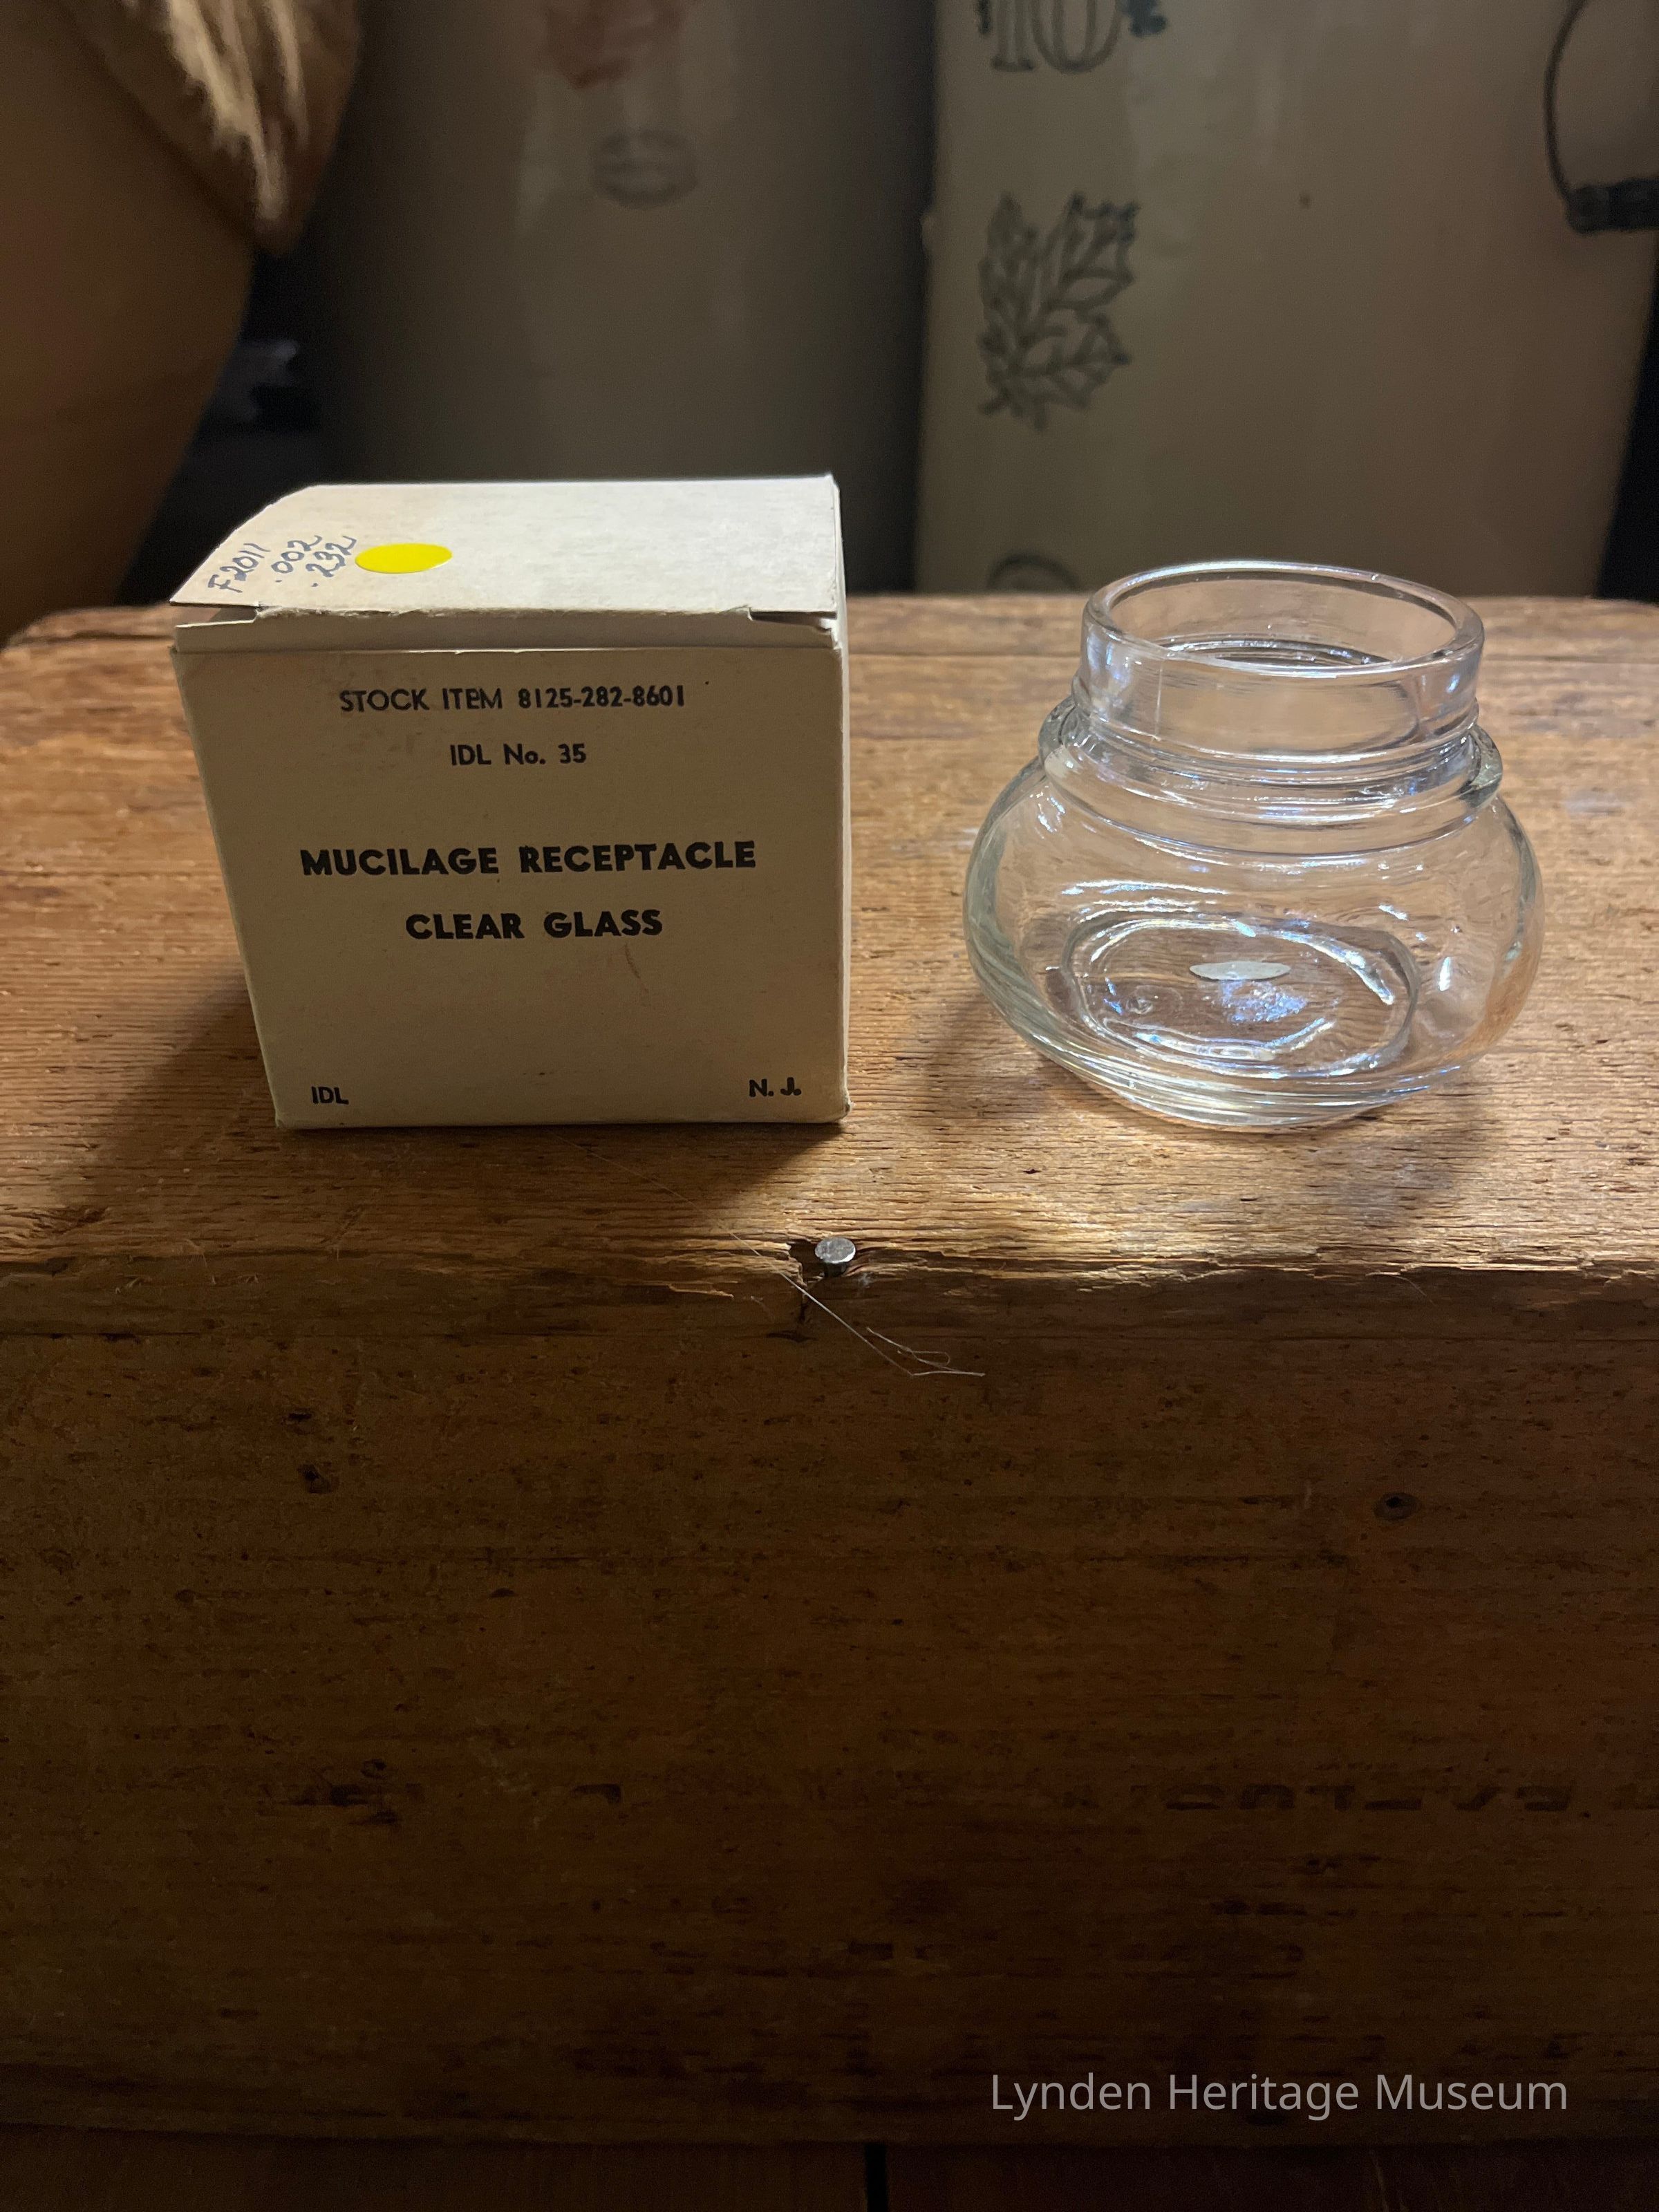 10
F2011
.002
.232
STOCK ITEM 8125-282-8601
IDL No. 35
MUCILAGE RECEPTACLE
CLEAR GLASS
IDL N. J.
Lynden Heritage Museum